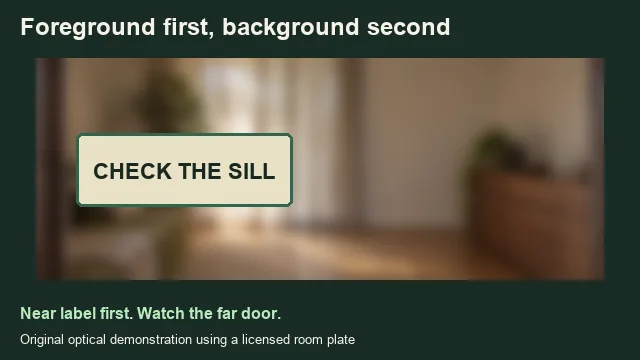 Foreground first, background second
CHECK THE SILL
Near label first. Watch the far door.
Original optical demonstration using a licensed room plate